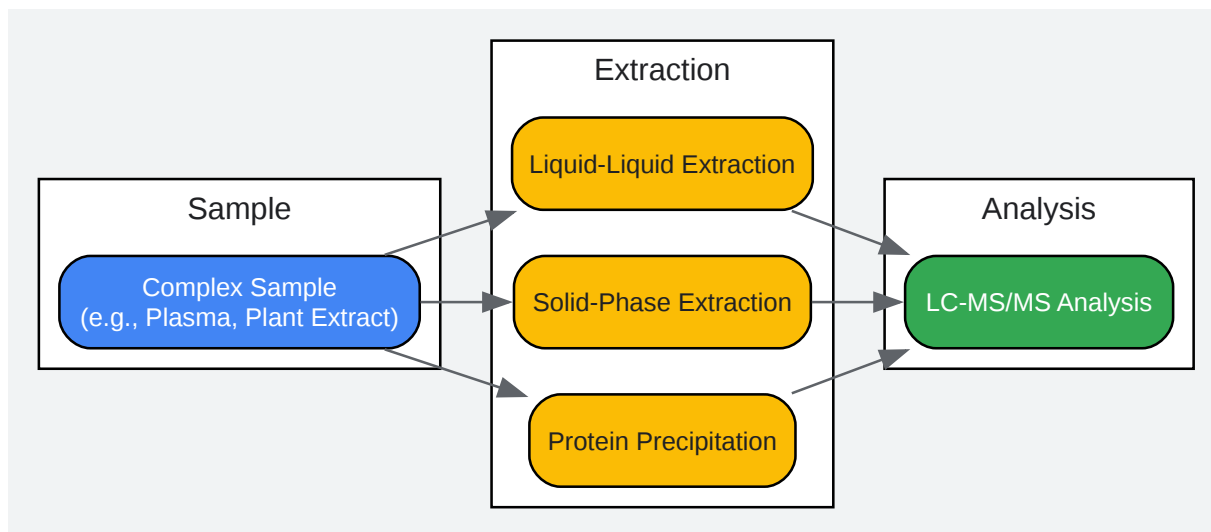 Sample
Complex Sample
(e.g., Plasma, Plant Extract)
Extraction
Liquid-Liquid Extraction
Solid-Phase Extraction
Protein Precipitation
Analysis
LC-MS/MS Analysis